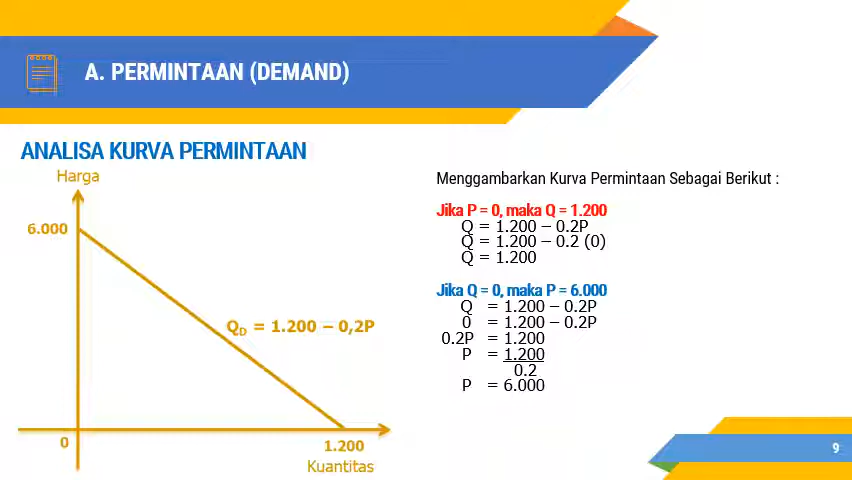 A. PERMINTAAN (DEMAND)
ANALISA KURVA PERMINTAAN
Harga
6.000
QD = 1.200 – 0,2P
0
1.200
Kuantitas
Menggambarkan Kurva Permintaan Sebagai Berikut :
Jika P = 0, maka Q = 1.200
Q = 1.200 – 0.2P
Q = 1.200 – 0.2 (0)
Q = 1.200
Jika Q = 0, maka P = 6.000
Q = 1.200 – 0.2P
0 = 1.200 – 0.2P
0.2P = 1.200
P = 1.200
0.2
P = 6.000
9